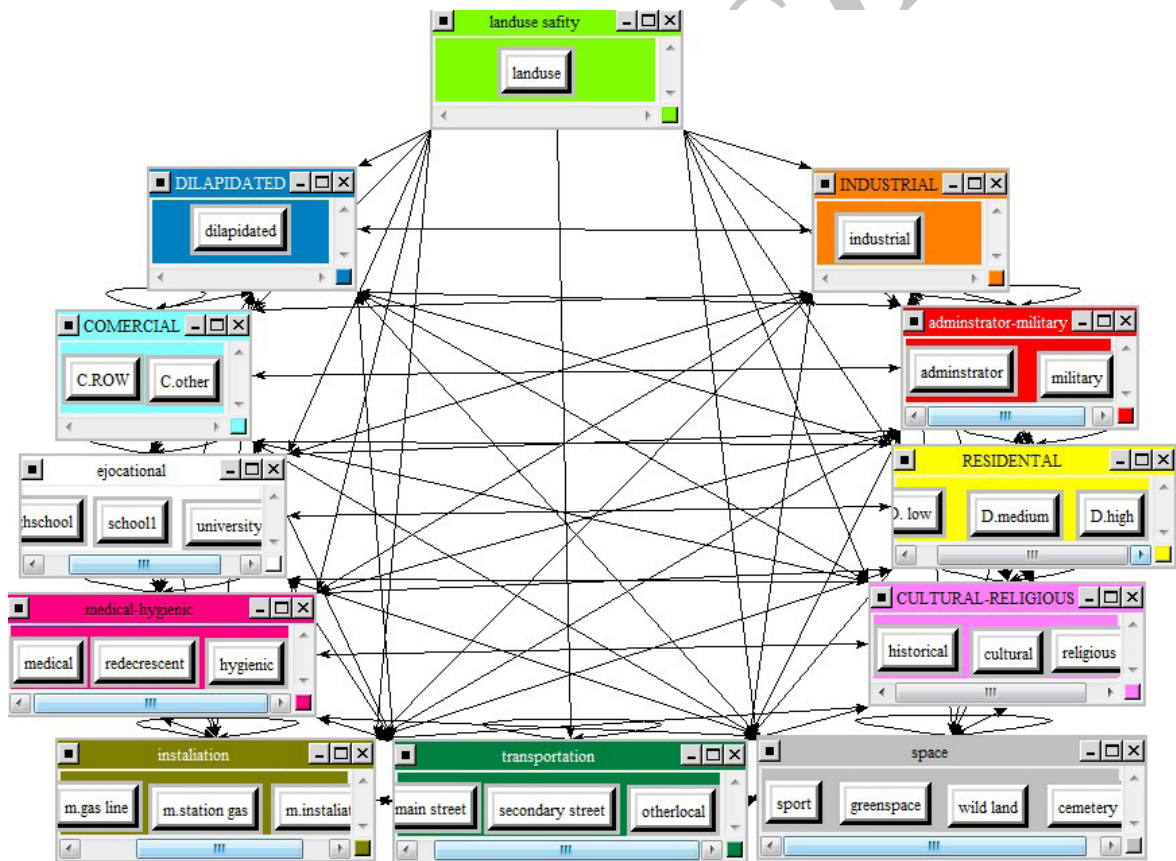 landuse safity
landuse
DILAPIDATED
dilapidated
INDUSTRIAL
industrial
COMERCIAL
C.ROW
C.other
adminstrator-military
adminstrator
military
ejocational
hschool
school1
university
RESIDENTAL
D. low
D.medium
D.high
medical-hygienic
medical
redecrescent
hygienic
CULTURAL-RELIGIOUS
historical
cultural
religious
instaliation
m.gas line
m.station gas
m.instaliat
transportation
main street
secondary street
otherlocal
space
sport
greenspace
wild land
cemetery